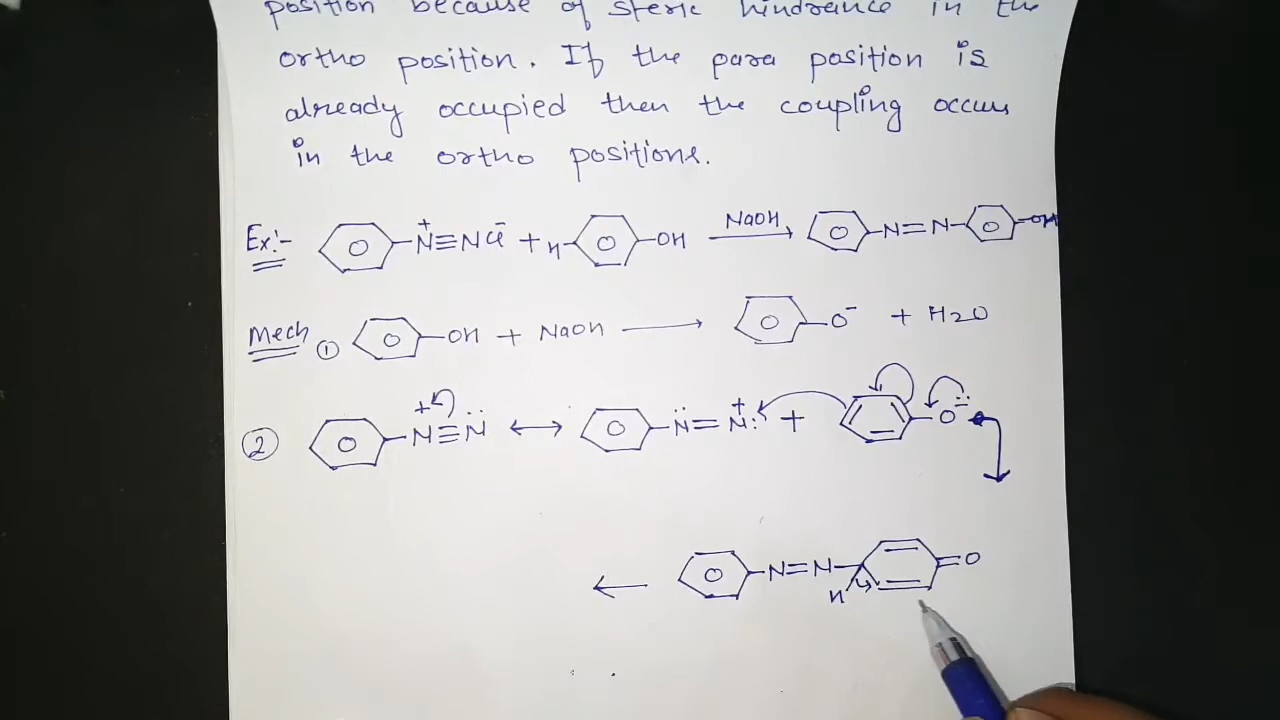 position because of steric hindrance in the
ortho position. If the para position is
already occupied then the coupling occurs
in the ortho positions.
Ex:- N⁺≡NCl⁻ + H OH NaOH → N=N OH
Mech ① OH + NaOH → O⁻ + H2O
② N⁺≡N̈ ↔ N̈=N⁺: + O⁻
← N=N H =O